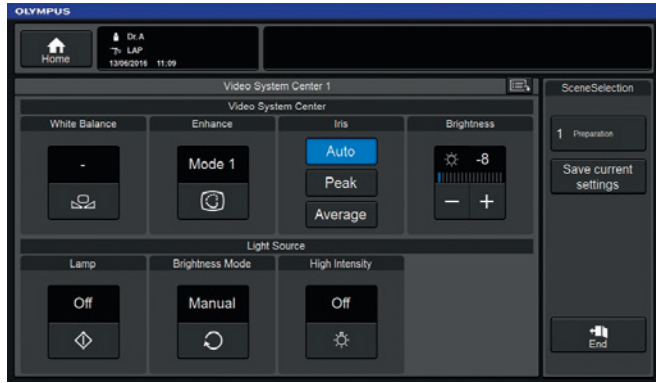 OLYMPUS
Dr.A
LAP
Home
13/06/2016 11:09
Video System Center 1
SceneSelection
Video System Center
White Balance
Enhance
Iris
Brightness
-
Mode 1
Auto
Peak
Average
-8
1 Preparation
Save current
settings
Light Source
Lamp
Brightness Mode
High Intensity
Off
Manual
Off
End